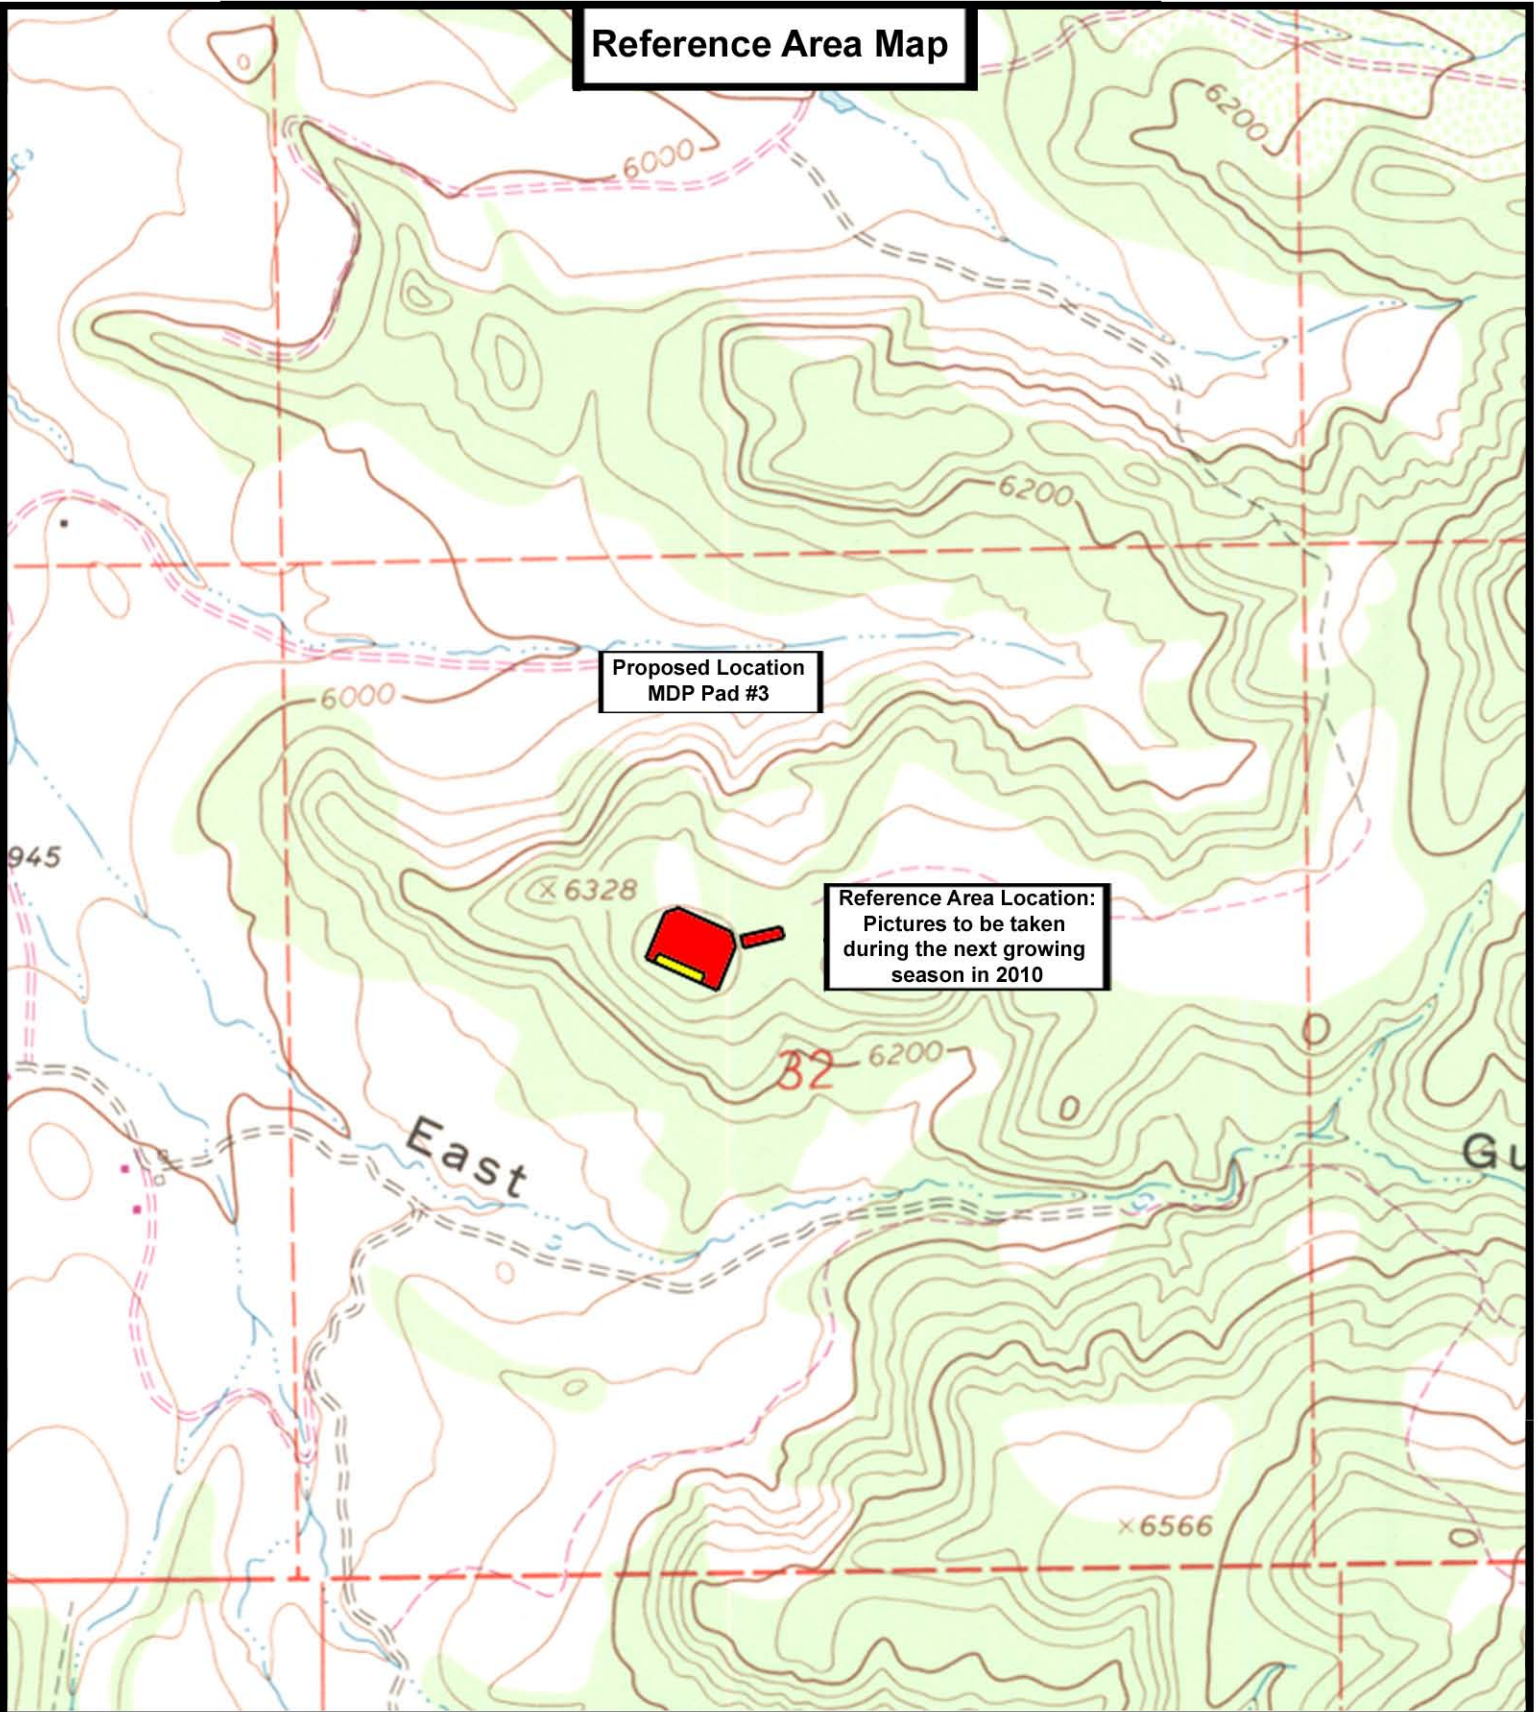 Reference Area Map
6200
6000
6200
Proposed Location
MDP Pad #3
6000
945
6328
Reference Area Location:
Pictures to be taken
during the next growing
season in 2010
32
6200
East
Gu
6566